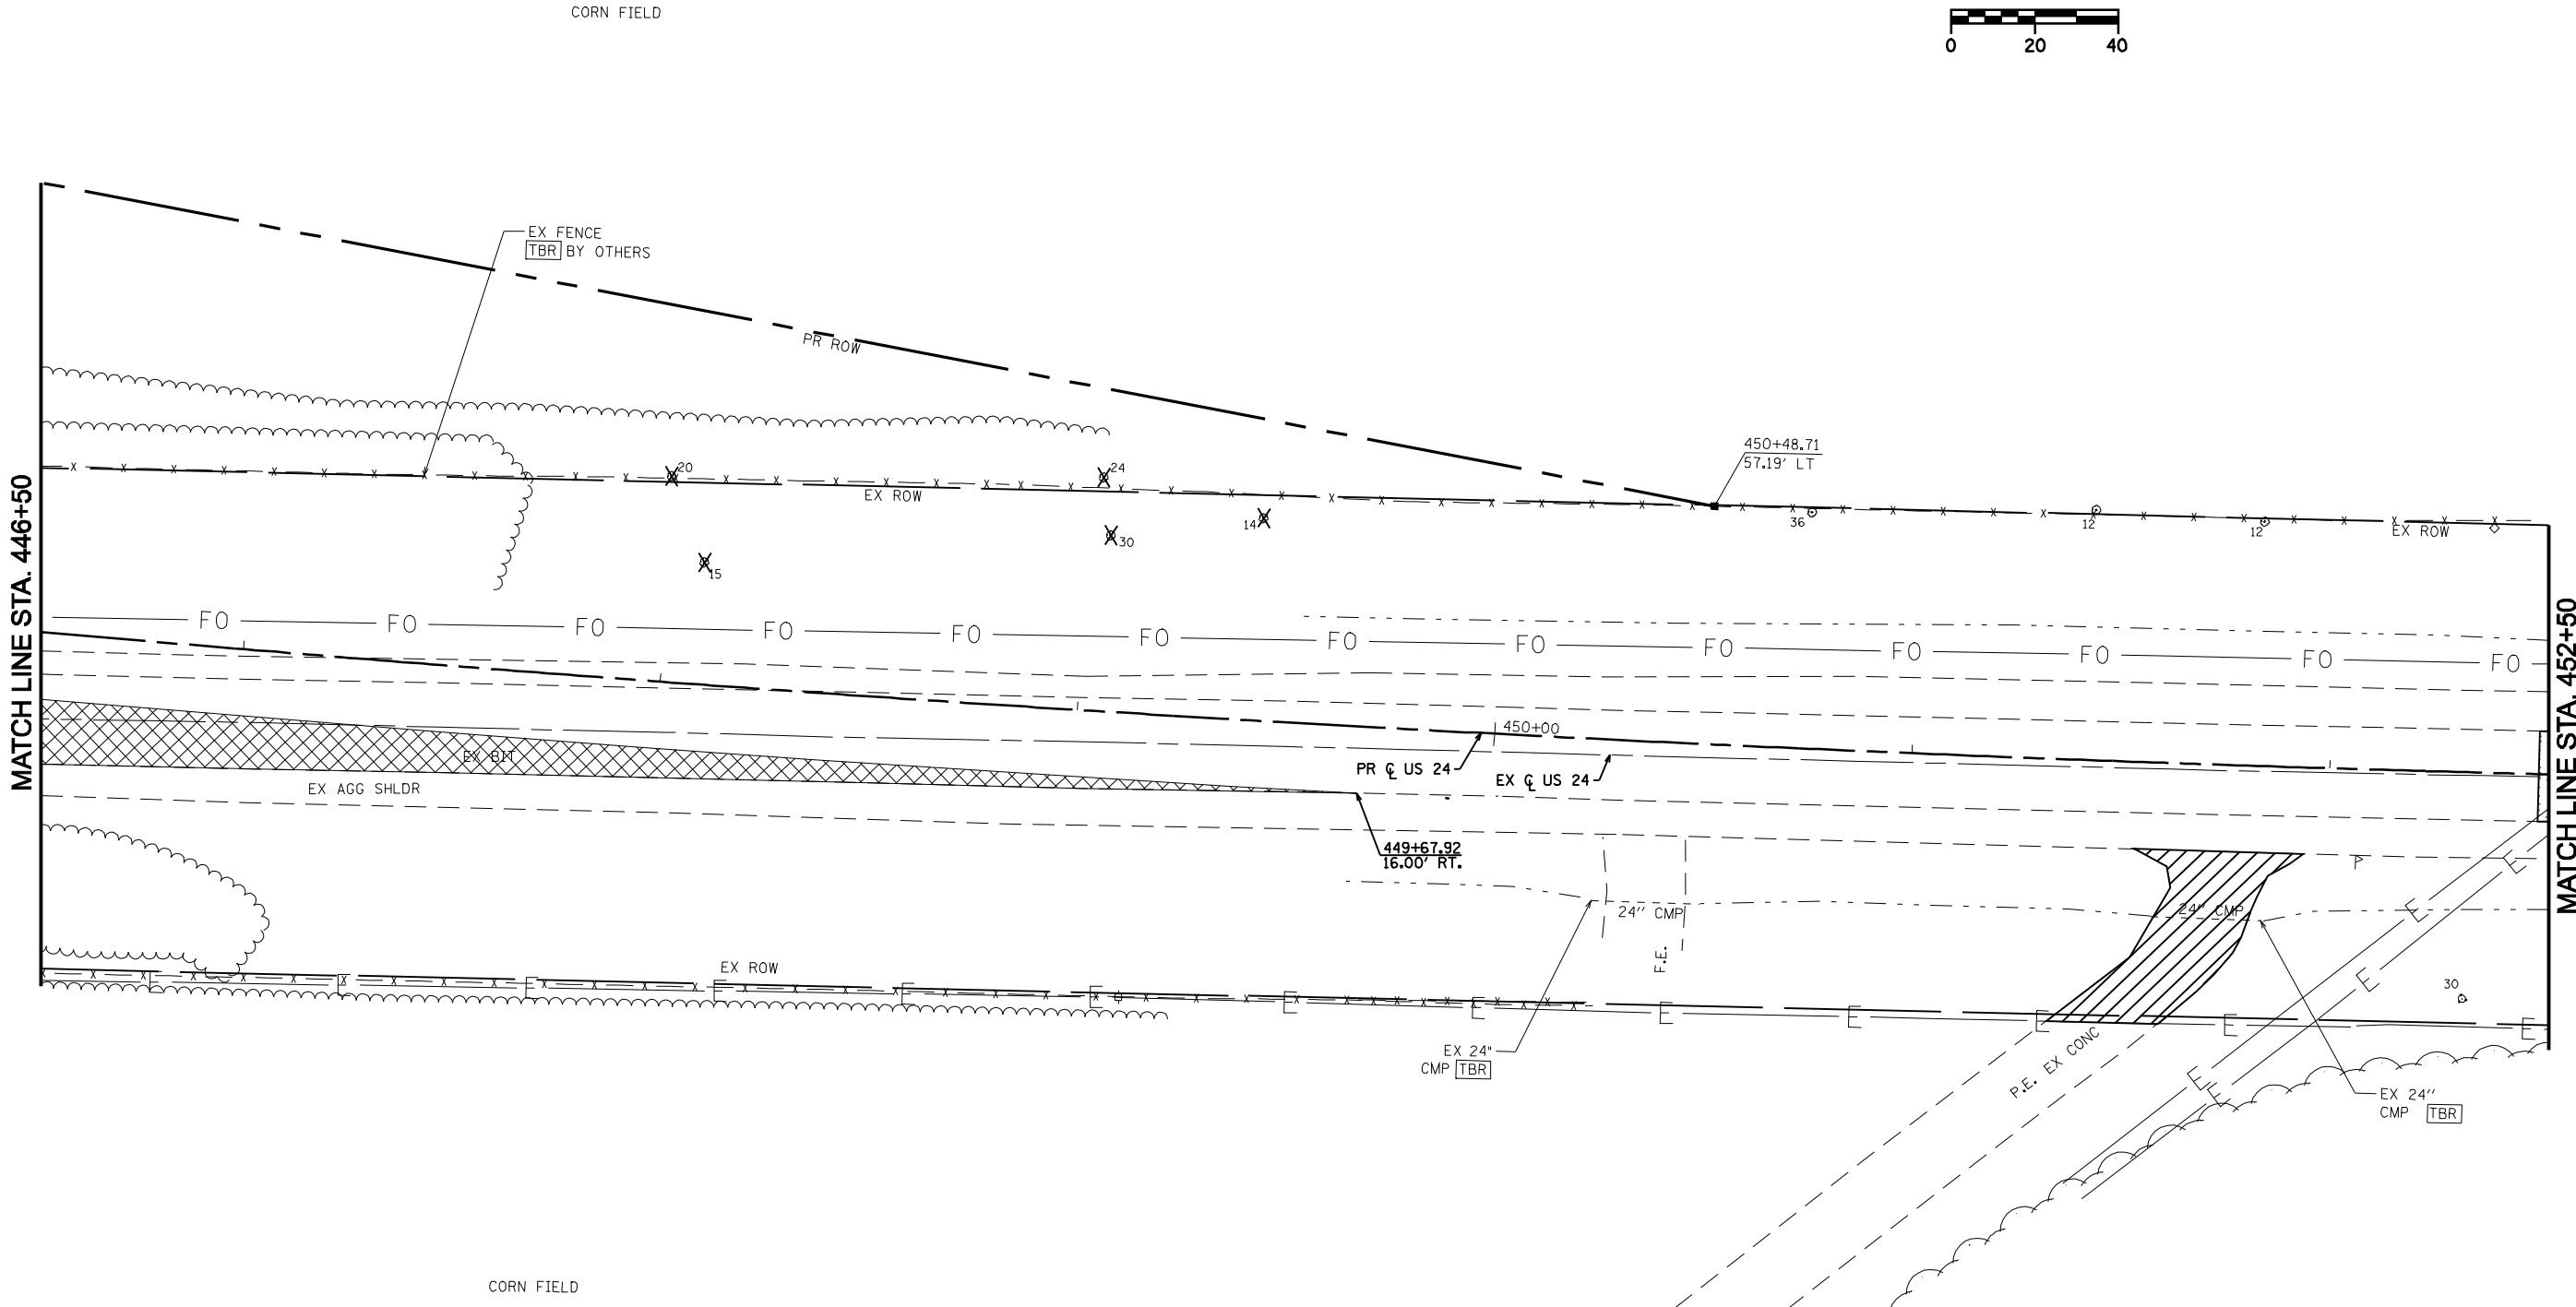 CORN FIELD
0 20 40
EX FENCE
TBR BY OTHERS
PR ROW
450+48.71
57.19' LT
20
24
EX ROW
14
36
12
12
EX ROW
30
15
MATCH LINE STA. 446+50
MATCH LINE STA. 452+50
FO FO FO FO FO FO FO FO FO FO FO FO FO
450+00
PR ℄ US 24
EX ℄ US 24
EX BIT
EX AGG SHLDR
449+67.92
16.00' RT.
P
24'' CMP
24'' CMP
F.E.
EX ROW
30
E E E E E E E E E E E E E
E E E E E
EX 24"
CMP TBR
P.E. EX CONC
EX 24''
CMP TBR
CORN FIELD